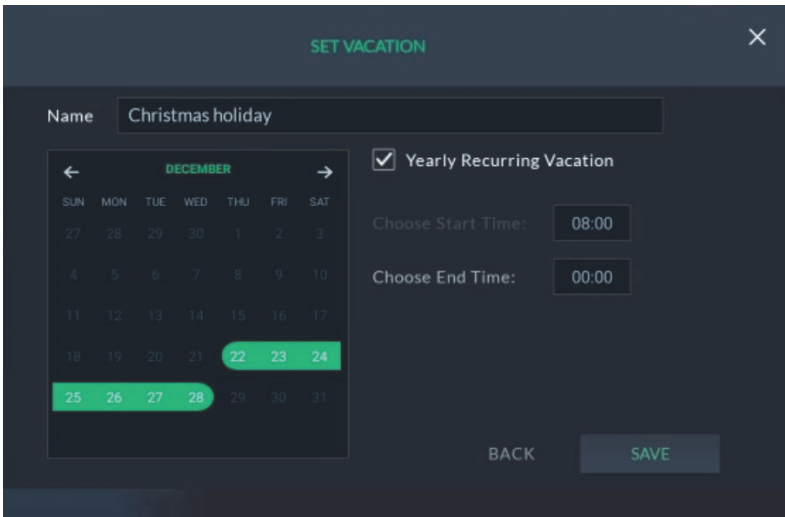 SET VACATION
Name Christmas holiday
DECEMBER
SUN MON TUE WED THU FRI SAT
27 28 29 30 1 2 3
4 5 6 7 8 9 10
11 12 13 14 15 16 17
18 19 20 21 22 23 24
25 26 27 28 29 30 31
Yearly Recurring Vacation
Choose Start Time: 08:00
Choose End Time: 00:00
BACK SAVE